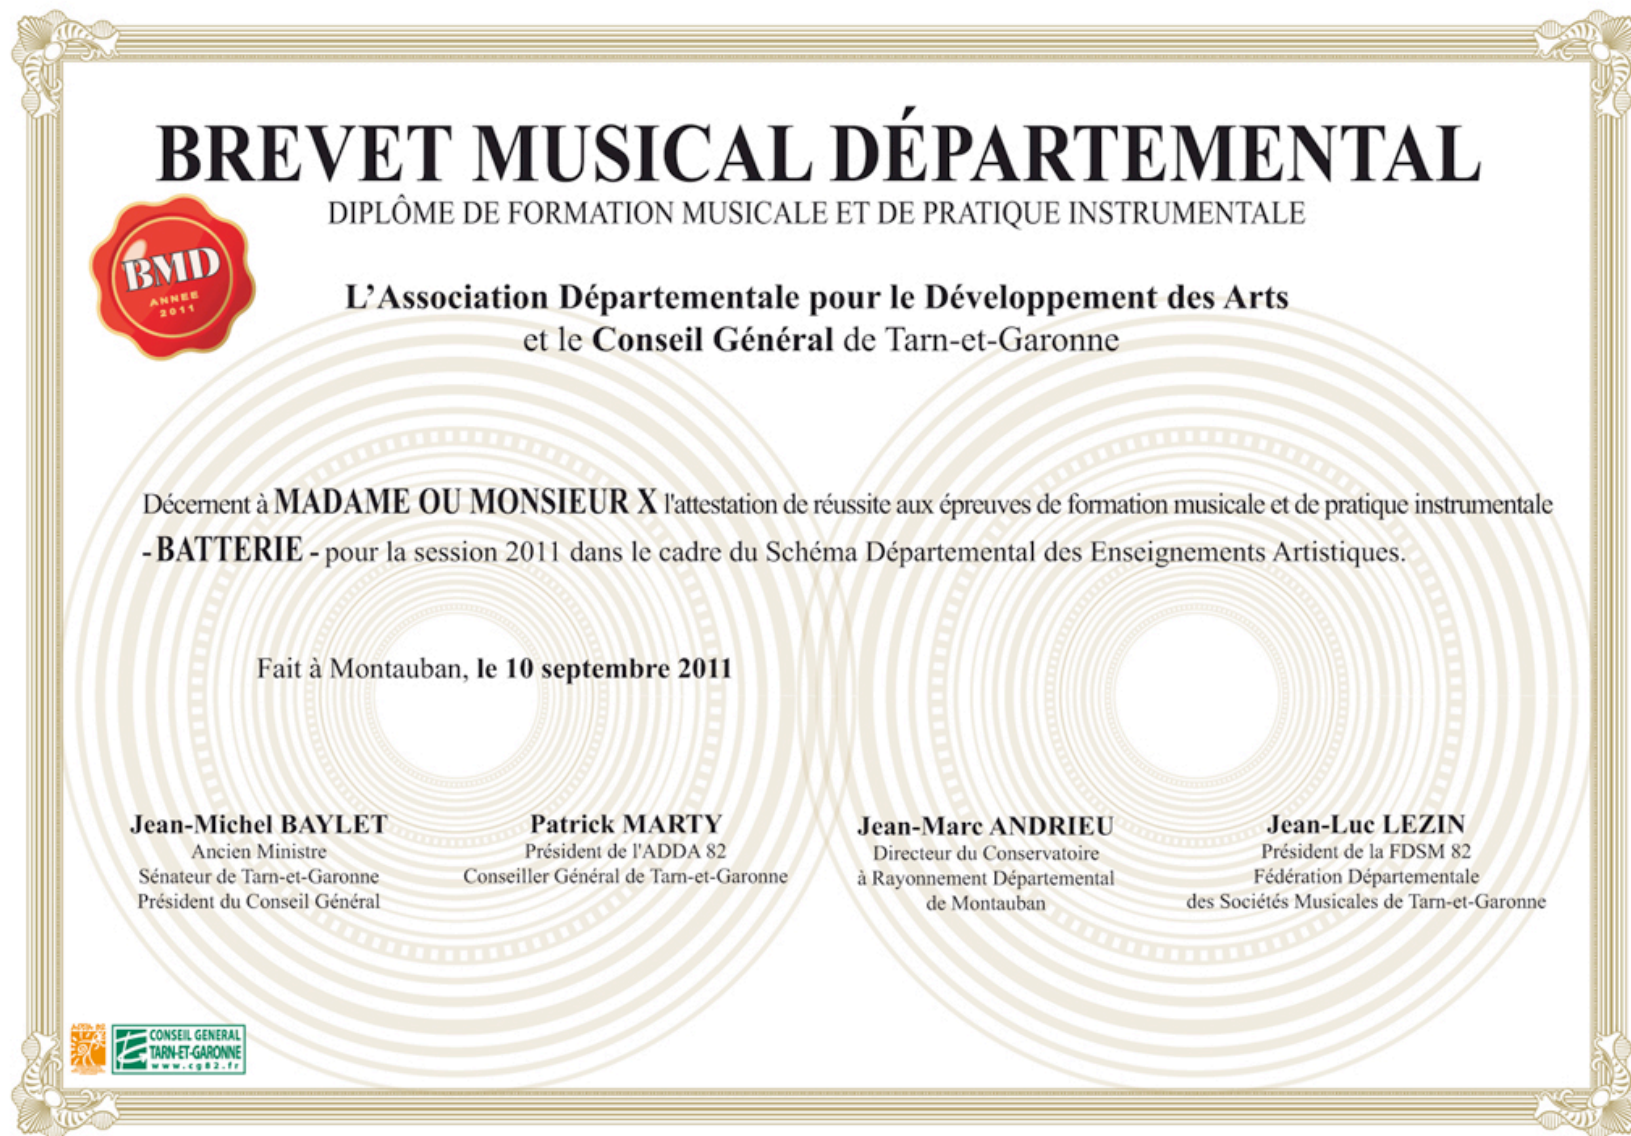 BREVET MUSICAL DÉPARTEMENTAL
DIPLÔME DE FORMATION MUSICALE ET DE PRATIQUE INSTRUMENTALE
BMD
ANNEE
2011
L’Association Départementale pour le Développement des Arts
et le Conseil Général de Tarn-et-Garonne
Décernent à MADAME OU MONSIEUR X l'attestation de réussite aux épreuves de formation musicale et de pratique instrumentale
- BATTERIE - pour la session 2011 dans le cadre du Schéma Départemental des Enseignements Artistiques.
Fait à Montauban, le 10 septembre 2011
Jean-Michel BAYLET
Ancien Ministre
Sénateur de Tarn-et-Garonne
Président du Conseil Général
Patrick MARTY
Président de l'ADDA 82
Conseiller Général de Tarn-et-Garonne
Jean-Marc ANDRIEU
Directeur du Conservatoire
à Rayonnement Départemental
de Montauban
Jean-Luc LEZIN
Président de la FDSM 82
Fédération Départementale
des Sociétés Musicales de Tarn-et-Garonne
ADDA 82
CONSEIL GENERAL
TARN-ET-GARONNE
www.cg82.fr